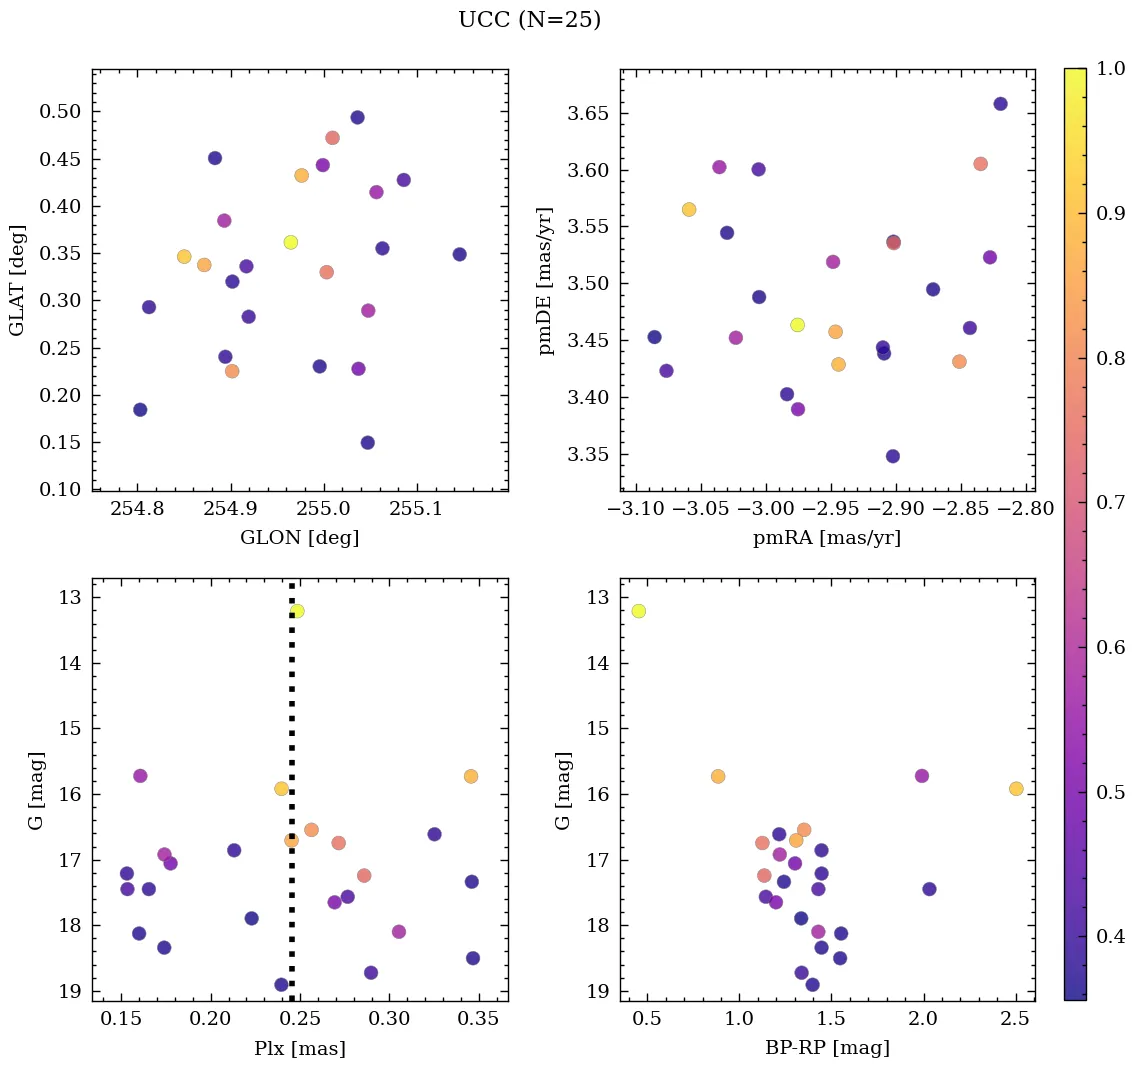 UCC (N=25)
0.50
0.45
0.40
0.35
0.30
0.25
0.20
0.15
0.10
GLAT [deg]
254.8 254.9 255.0 255.1
GLON [deg]
3.65
3.60
3.55
3.50
3.45
3.40
3.35
pmDE [mas/yr]
−3.10 −3.05 −3.00 −2.95 −2.90 −2.85 −2.80
pmRA [mas/yr]
13
14
15
16
17
18
19
G [mag]
0.15 0.20 0.25 0.30 0.35
Plx [mas]
13
14
15
16
17
18
19
G [mag]
0.5 1.0 1.5 2.0 2.5
BP-RP [mag]
1.0
0.9
0.8
0.7
0.6
0.5
0.4